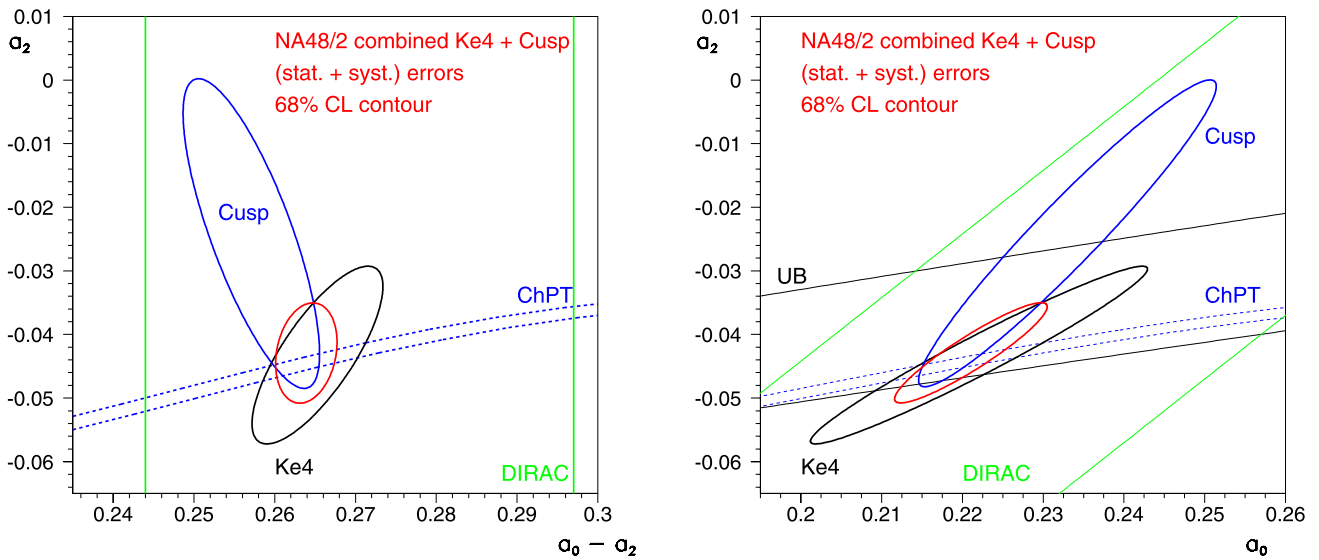 0.01
a2
0
-0.01
-0.02
-0.03
-0.04
-0.05
-0.06
NA48/2 combined Ke4 + Cusp
(stat. + syst.) errors
68% CL contour
Cusp
ChPT
Ke4
DIRAC
0.24
0.25
0.26
0.27
0.28
0.29
0.3
a0 − a2
0.01
a2
0
-0.01
-0.02
-0.03
-0.04
-0.05
-0.06
NA48/2 combined Ke4 + Cusp
(stat. + syst.) errors
68% CL contour
Cusp
UB
ChPT
Ke4
DIRAC
0.2
0.21
0.22
0.23
0.24
0.25
0.26
a0